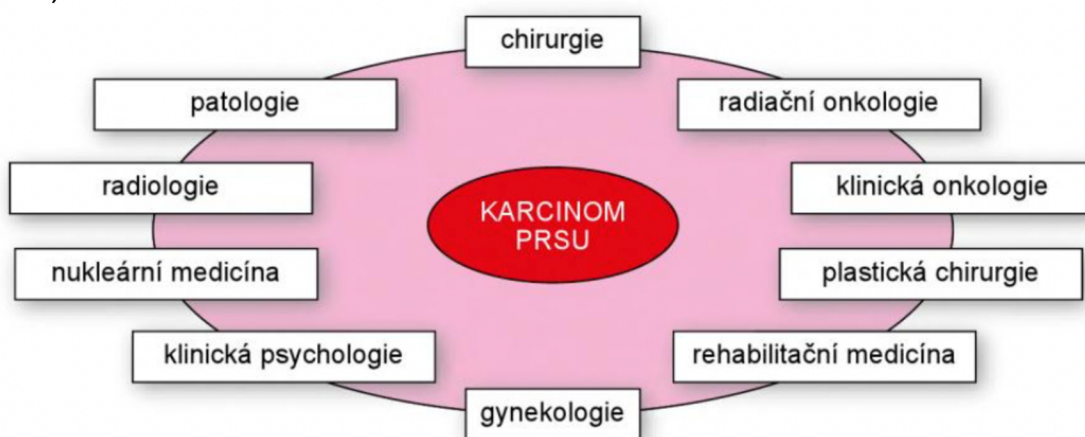 chirurgie
patologie
radiační onkologie
radiologie
klinická onkologie
KARCINOM
PRSU
nukleární medicína
plastická chirurgie
klinická psychologie
rehabilitační medicína
gynekologie